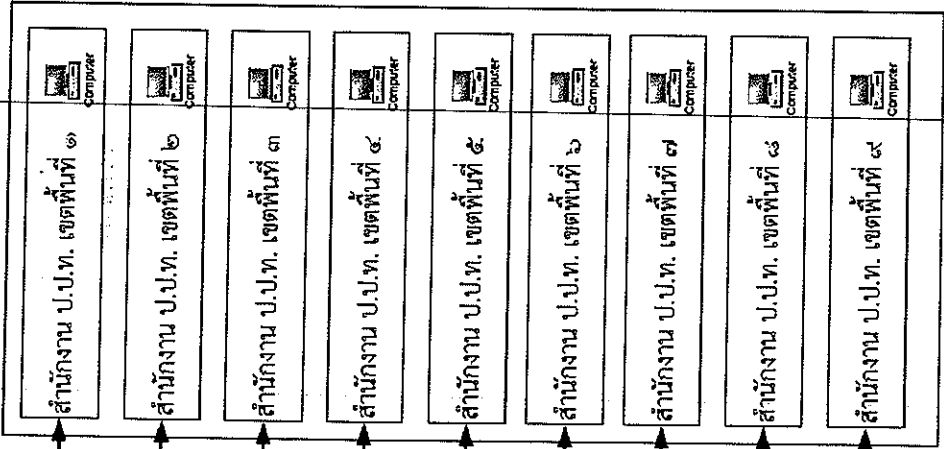 สำนักงาน ป.ป.ท. เขตพื้นที่ ๑
Computer
สำนักงาน ป.ป.ท. เขตพื้นที่ ๒
Computer
สำนักงาน ป.ป.ท. เขตพื้นที่ ๓
Computer
สำนักงาน ป.ป.ท. เขตพื้นที่ ๔
Computer
สำนักงาน ป.ป.ท. เขตพื้นที่ ๕
Computer
สำนักงาน ป.ป.ท. เขตพื้นที่ ๖
Computer
สำนักงาน ป.ป.ท. เขตพื้นที่ ๗
Computer
สำนักงาน ป.ป.ท. เขตพื้นที่ ๘
Computer
สำนักงาน ป.ป.ท. เขตพื้นที่ ๙
Computer